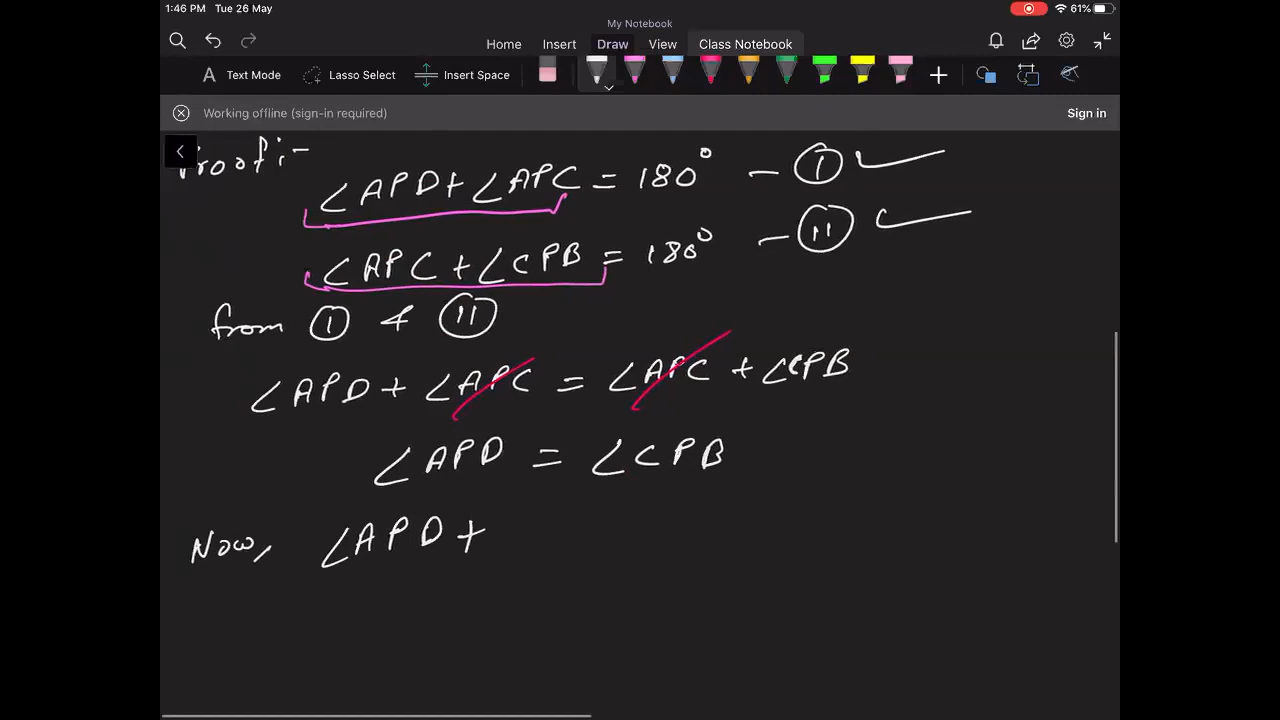 1:46 PM Tue 26 May
61%
My Notebook
Home Insert Draw View Class Notebook
Text Mode Lasso Select Insert Space
Working offline (sign-in required) Sign in
Proof:-
∠APD + ∠APC = 180° - I
∠APC + ∠CPB = 180° - II
from I & II
∠APD + ∠APC = ∠APC + ∠CPB
∠APD = ∠CPB
Now, ∠APD +